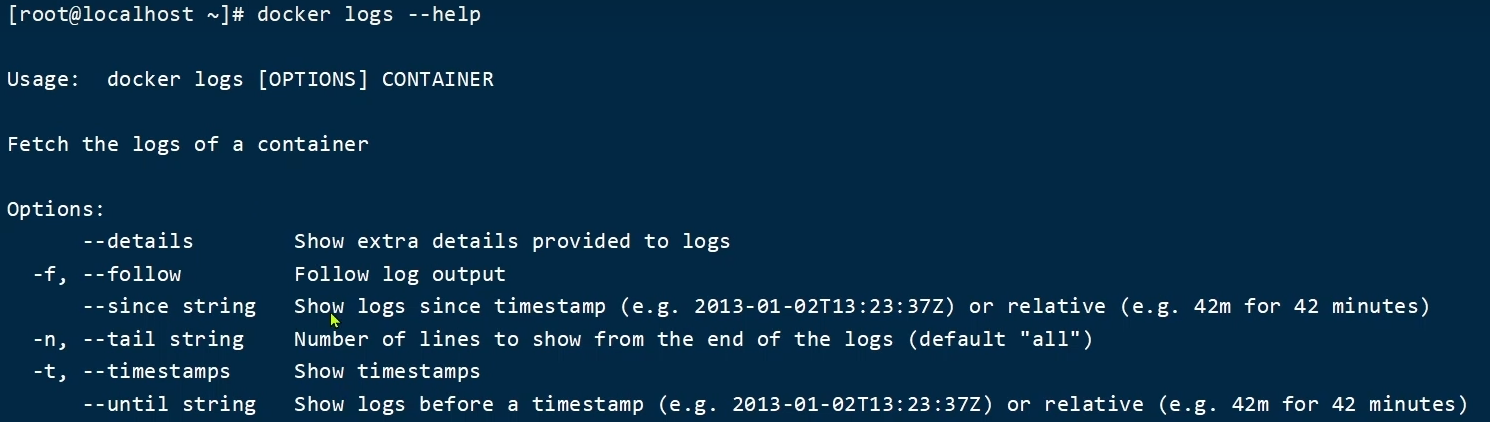 [root@localhost ~]# docker logs --help
Usage:  docker logs [OPTIONS] CONTAINER
Fetch the logs of a container
Options:
      --details        Show extra details provided to logs
  -f, --follow         Follow log output
      --since string   Show logs since timestamp (e.g. 2013-01-02T13:23:37Z) or relative (e.g. 42m for 42 minutes)
  -n, --tail string    Number of lines to show from the end of the logs (default "all")
  -t, --timestamps     Show timestamps
      --until string   Show logs before a timestamp (e.g. 2013-01-02T13:23:37Z) or relative (e.g. 42m for 42 minutes)